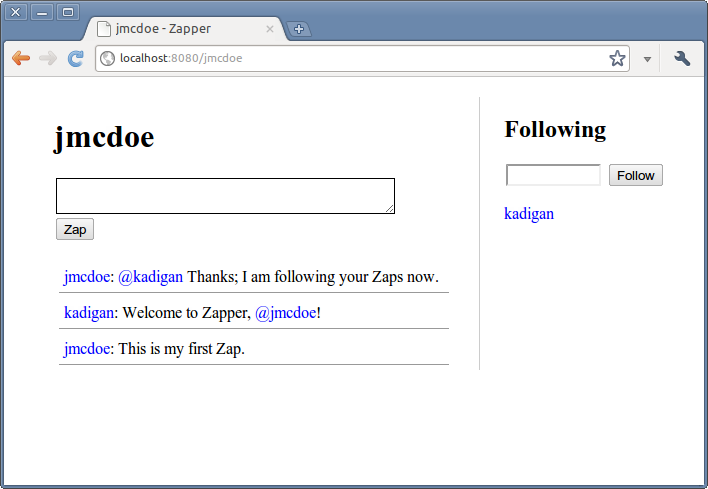 jmcdoe - Zapper
localhost:8080/jmcdoe
jmcdoe
Zap
jmcdoe: @kadigan Thanks; I am following your Zaps now.
kadigan: Welcome to Zapper, @jmcdoe!
jmcdoe: This is my first Zap.
Following
Follow
kadigan